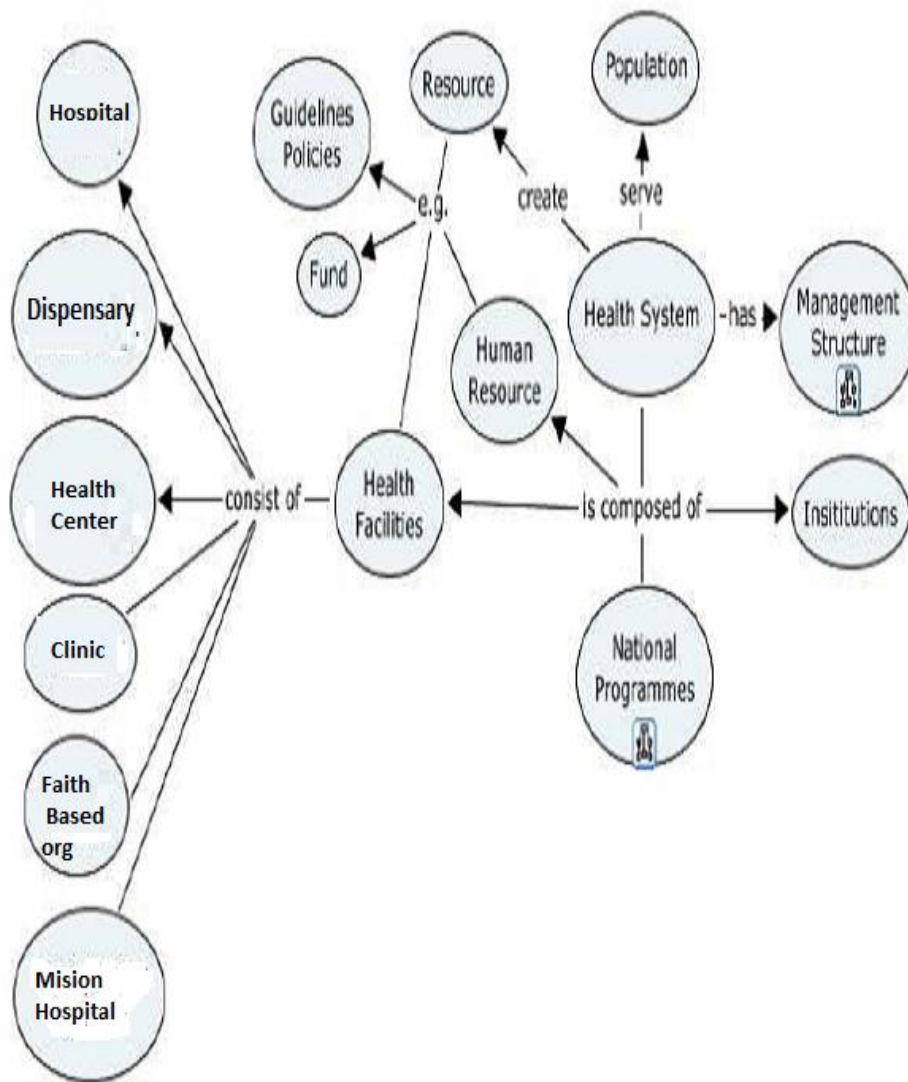 Hospital
Dispensary
Health
Center
Clinic
Faith
Based
org
Mision
Hospital
consist of
Health
Facilities
Guidelines
Policies
Fund
e.g.
Resource
Human
Resource
create
Population
serve
Health System
-has
Management
Structure
is composed of
Insititutions
National
Programmes